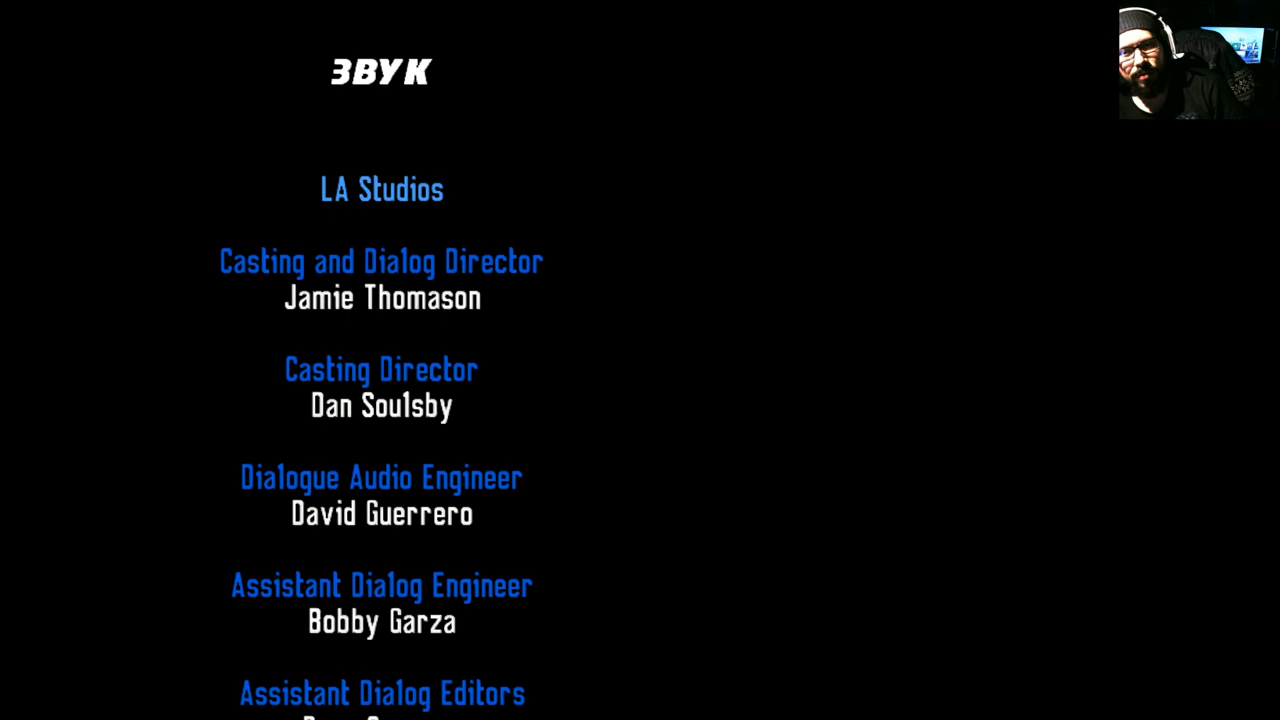 ЗВУК
LA Studios
Casting and Dialog Director
Jamie Thomason
Casting Director
Dan Soulsby
Dialogue Audio Engineer
David Guerrero
Assistant Dialog Engineer
Bobby Garza
Assistant Dialog Editors